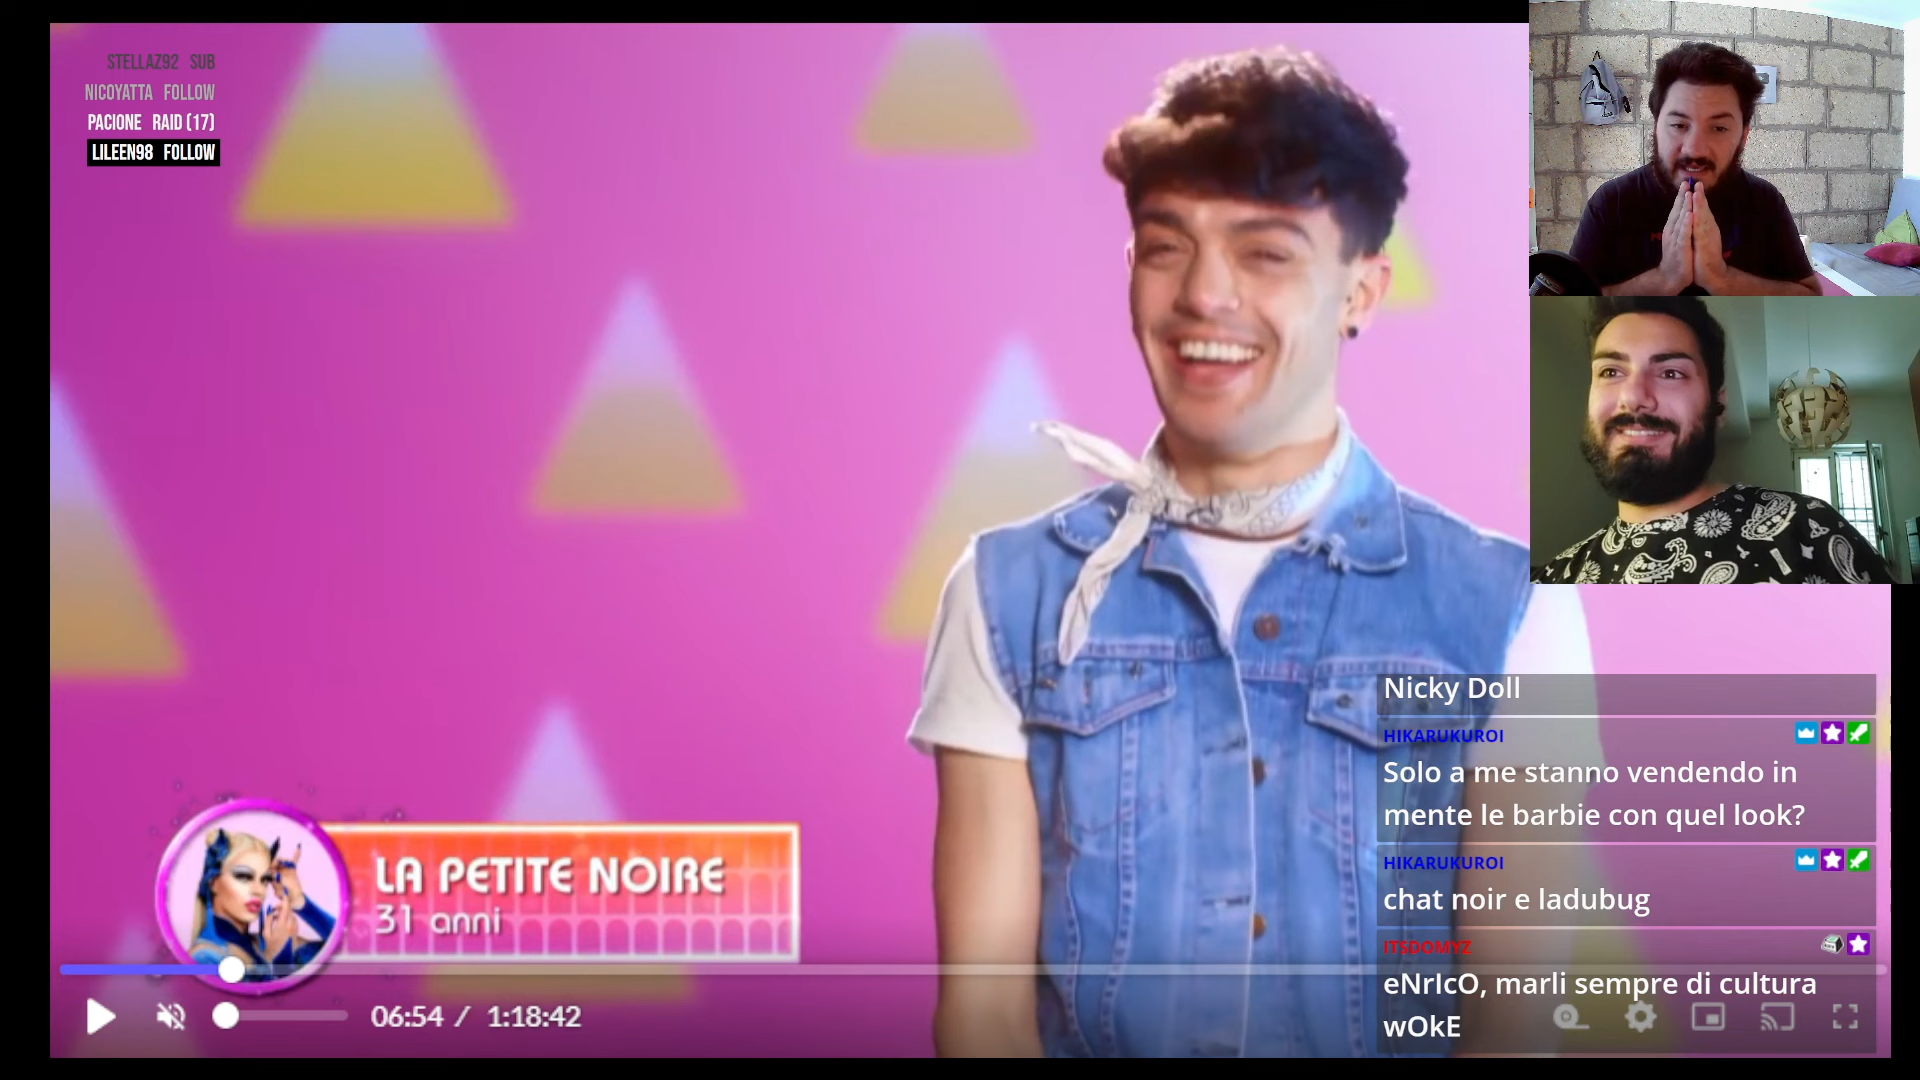 STELLAZ92 SUB
NICOYATTA FOLLOW
PACIONE RAID (17)
LILEEN98 FOLLOW
LA PETITE NOIRE
31 anni
06:54 / 1:18:42
Nicky Doll
HIKARUKUROI
Solo a me stanno vendendo in
mente le barbie con quel look?
HIKARUKUROI
chat noir e ladubug
ITSDOMYZ
eNrIcO, marli sempre di cultura
wOkE